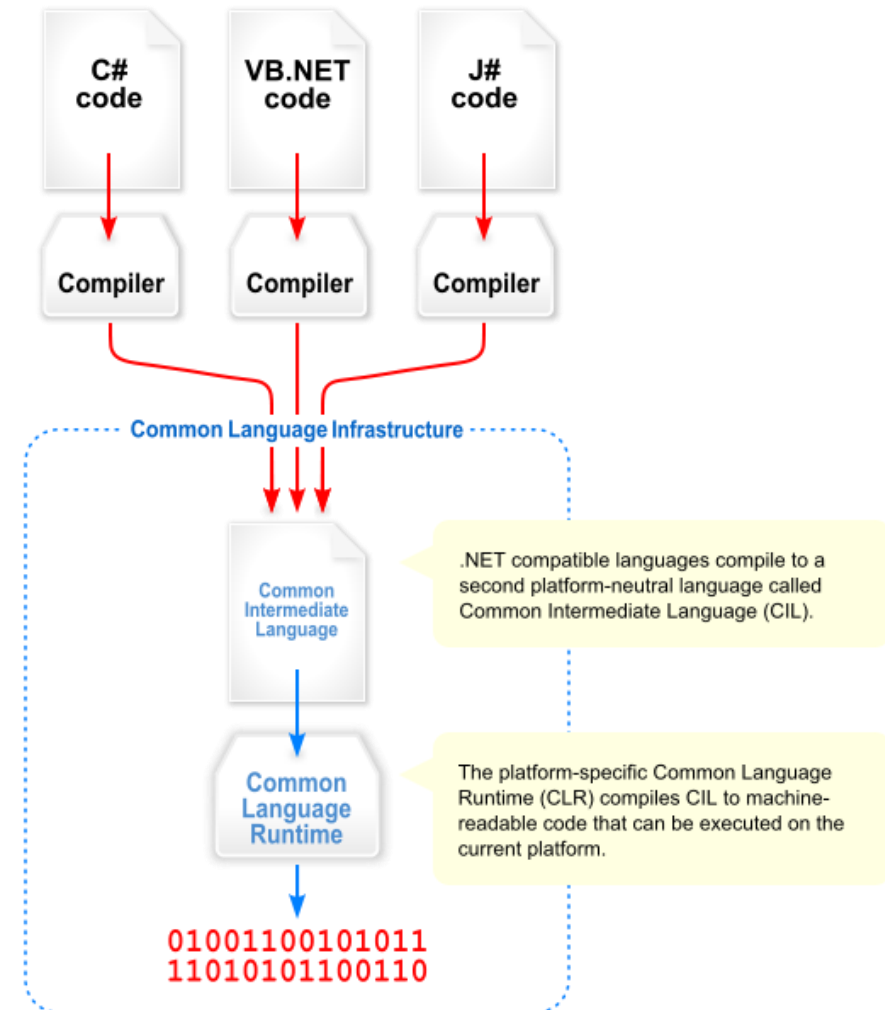 C#
code
VB.NET
code
J#
code
Compiler
Compiler
Compiler
Common Language Infrastructure
Common
Intermediate
Language
.NET compatible languages compile to a
second platform-neutral language called
Common Intermediate Language (CIL).
Common
Language
Runtime
The platform-specific Common Language
Runtime (CLR) compiles CIL to machine-
readable code that can be executed on the
current platform.
01001100101011
11010101100110